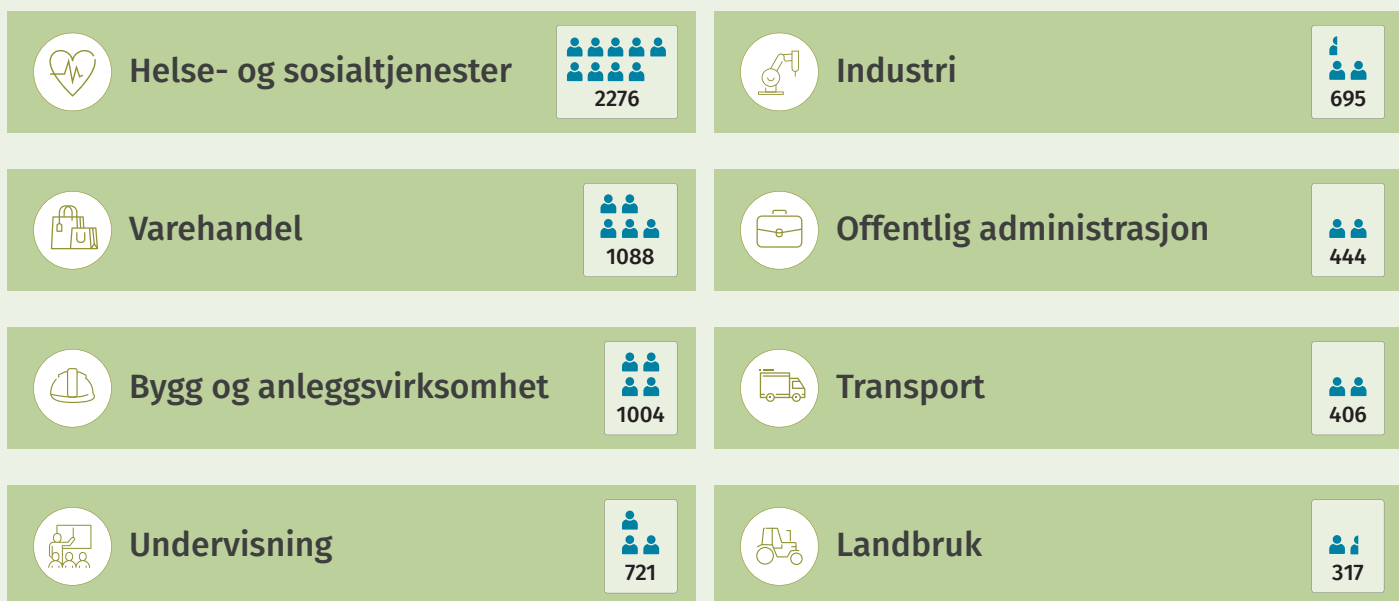 Helse- og sosialtjenester
2276
Industri
695
Varehandel
1088
Offentlig administrasjon
444
Bygg og anleggsvirksomhet
1004
Transport
406
Undervisning
721
Landbruk
317